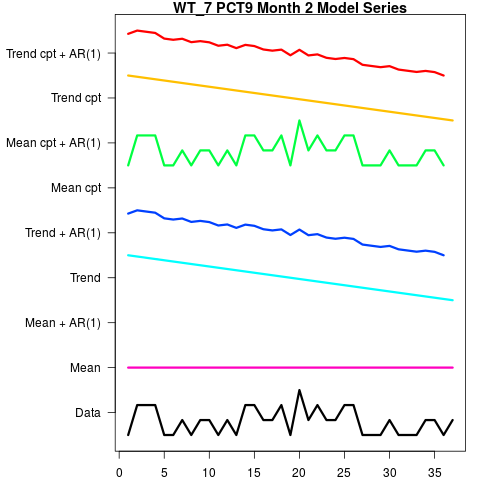 WT_7 PCT9 Month 2 Model Series
Trend cpt + AR(1)
Trend cpt
Mean cpt + AR(1)
Mean cpt
Trend + AR(1)
Trend
Mean + AR(1)
Mean
Data
0 5 10 15 20 25 30 35